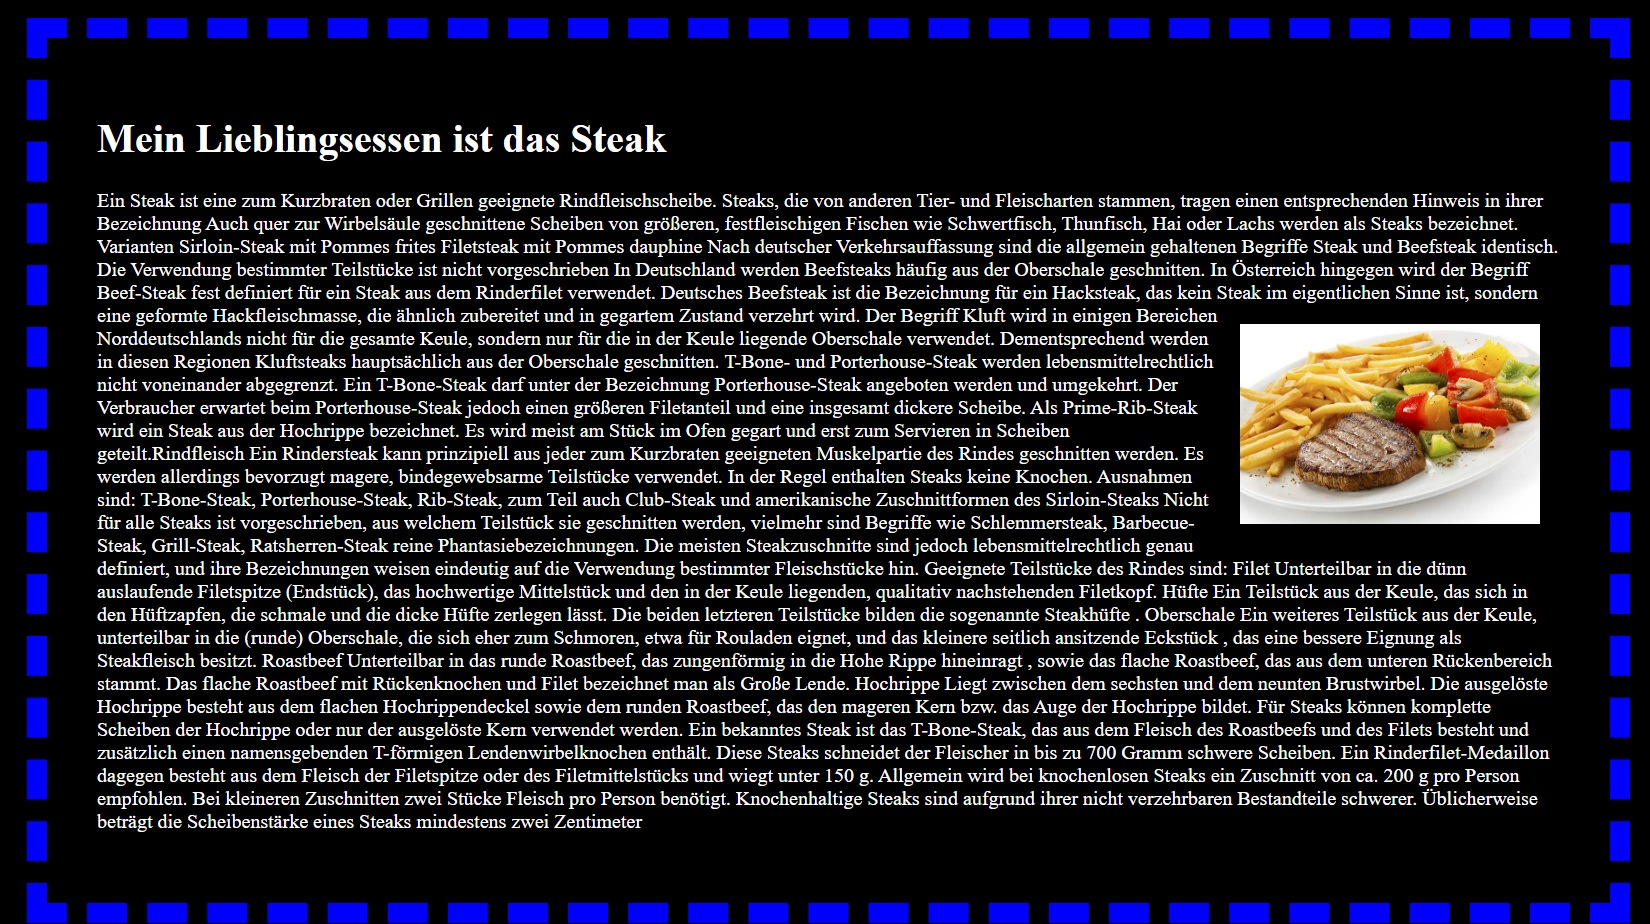 Mein Lieblingsessen ist das Steak
Ein Steak ist eine zum Kurzbraten oder Grillen geeignete Rindfleischscheibe. Steaks, die von anderen Tier- und Fleischarten stammen, tragen einen entsprechenden Hinweis in ihrer
Bezeichnung Auch quer zur Wirbelsäule geschnittene Scheiben von größeren, festfleischigen Fischen wie Schwertfisch, Thunfisch, Hai oder Lachs werden als Steaks bezeichnet.
Varianten Sirloin-Steak mit Pommes frites Filetsteak mit Pommes dauphine Nach deutscher Verkehrsauffassung sind die allgemein gehaltenen Begriffe Steak und Beefsteak identisch.
Die Verwendung bestimmter Teilstücke ist nicht vorgeschrieben In Deutschland werden Beefsteaks häufig aus der Oberschale geschnitten. In Österreich hingegen wird der Begriff
Beef-Steak fest definiert für ein Steak aus dem Rinderfilet verwendet. Deutsches Beefsteak ist die Bezeichnung für ein Hacksteak, das kein Steak im eigentlichen Sinne ist, sondern
eine geformte Hackfleischmasse, die ähnlich zubereitet und in gegartem Zustand verzehrt wird. Der Begriff Kluft wird in einigen Bereichen
Norddeutschlands nicht für die gesamte Keule, sondern nur für die in der Keule liegende Oberschale verwendet. Dementsprechend werden
in diesen Regionen Kluftsteaks hauptsächlich aus der Oberschale geschnitten. T-Bone- und Porterhouse-Steak werden lebensmittelrechtlich
nicht voneinander abgegrenzt. Ein T-Bone-Steak darf unter der Bezeichnung Porterhouse-Steak angeboten werden und umgekehrt. Der
Verbraucher erwartet beim Porterhouse-Steak jedoch einen größeren Filetanteil und eine insgesamt dickere Scheibe. Als Prime-Rib-Steak
wird ein Steak aus der Hochrippe bezeichnet. Es wird meist am Stück im Ofen gegart und erst zum Servieren in Scheiben
geteilt.Rindfleisch Ein Rindersteak kann prinzipiell aus jeder zum Kurzbraten geeigneten Muskelpartie des Rindes geschnitten werden. Es
werden allerdings bevorzugt magere, bindegewebsarme Teilstücke verwendet. In der Regel enthalten Steaks keine Knochen. Ausnahmen
sind: T-Bone-Steak, Porterhouse-Steak, Rib-Steak, zum Teil auch Club-Steak und amerikanische Zuschnittformen des Sirloin-Steaks Nicht
für alle Steaks ist vorgeschrieben, aus welchem Teilstück sie geschnitten werden, vielmehr sind Begriffe wie Schlemmersteak, Barbecue-
Steak, Grill-Steak, Ratsherren-Steak reine Phantasiebezeichnungen. Die meisten Steakzuschnitte sind jedoch lebensmittelrechtlich genau
definiert, und ihre Bezeichnungen weisen eindeutig auf die Verwendung bestimmter Fleischstücke hin. Geeignete Teilstücke des Rindes sind: Filet Unterteilbar in die dünn
auslaufende Filetspitze (Endstück), das hochwertige Mittelstück und den in der Keule liegenden, qualitativ nachstehenden Filetkopf. Hüfte Ein Teilstück aus der Keule, das sich in
den Hüftzapfen, die schmale und die dicke Hüfte zerlegen lässt. Die beiden letzteren Teilstücke bilden die sogenannte Steakhüfte . Oberschale Ein weiteres Teilstück aus der Keule,
unterteilbar in die (runde) Oberschale, die sich eher zum Schmoren, etwa für Rouladen eignet, und das kleinere seitlich ansitzende Eckstück , das eine bessere Eignung als
Steakfleisch besitzt. Roastbeef Unterteilbar in das runde Roastbeef, das zungenförmig in die Hohe Rippe hineinragt , sowie das flache Roastbeef, das aus dem unteren Rückenbereich
stammt. Das flache Roastbeef mit Rückenknochen und Filet bezeichnet man als Große Lende. Hochrippe Liegt zwischen dem sechsten und dem neunten Brustwirbel. Die ausgelöste
Hochrippe besteht aus dem flachen Hochrippendeckel sowie dem runden Roastbeef, das den mageren Kern bzw. das Auge der Hochrippe bildet. Für Steaks können komplette
Scheiben der Hochrippe oder nur der ausgelöste Kern verwendet werden. Ein bekanntes Steak ist das T-Bone-Steak, das aus dem Fleisch des Roastbeefs und des Filets besteht und
zusätzlich einen namensgebenden T-förmigen Lendenwirbelknochen enthält. Diese Steaks schneidet der Fleischer in bis zu 700 Gramm schwere Scheiben. Ein Rinderfilet-Medaillon
dagegen besteht aus dem Fleisch der Filetspitze oder des Filetmittelstücks und wiegt unter 150 g. Allgemein wird bei knochenlosen Steaks ein Zuschnitt von ca. 200 g pro Person
empfohlen. Bei kleineren Zuschnitten zwei Stücke Fleisch pro Person benötigt. Knochenhaltige Steaks sind aufgrund ihrer nicht verzehrbaren Bestandteile schwerer. Üblicherweise
beträgt die Scheibenstärke eines Steaks mindestens zwei Zentimeter